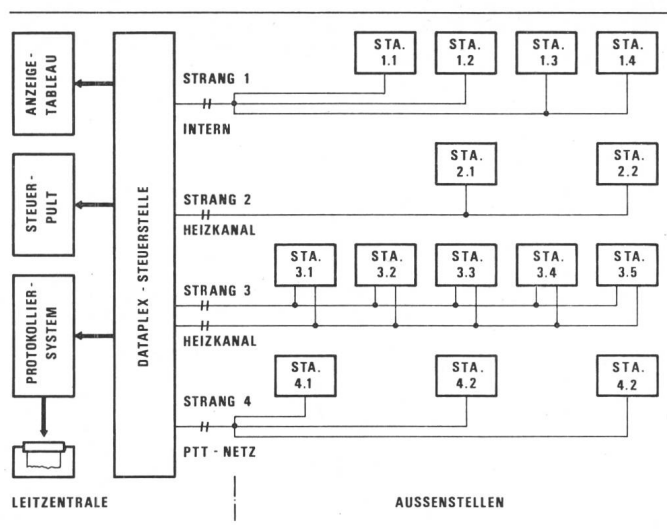 ANZEIGE-
TABLEAU
STEUER-
PULT
PROTOKOLLIER-
SYSTEM
DATAPLEX - STEUERSTELLE
STRANG 1
INTERN
STA.
1.1
STA.
1.2
STA.
1.3
STA.
1.4
STRANG 2
HEIZKANAL
STA.
2.1
STA.
2.2
STRANG 3
HEIZKANAL
STA.
3.1
STA.
3.2
STA.
3.3
STA.
3.4
STA.
3.5
STRANG 4
PTT - NETZ
STA.
4.1
STA.
4.2
STA.
4.2
LEITZENTRALE
AUSSENSTELLEN